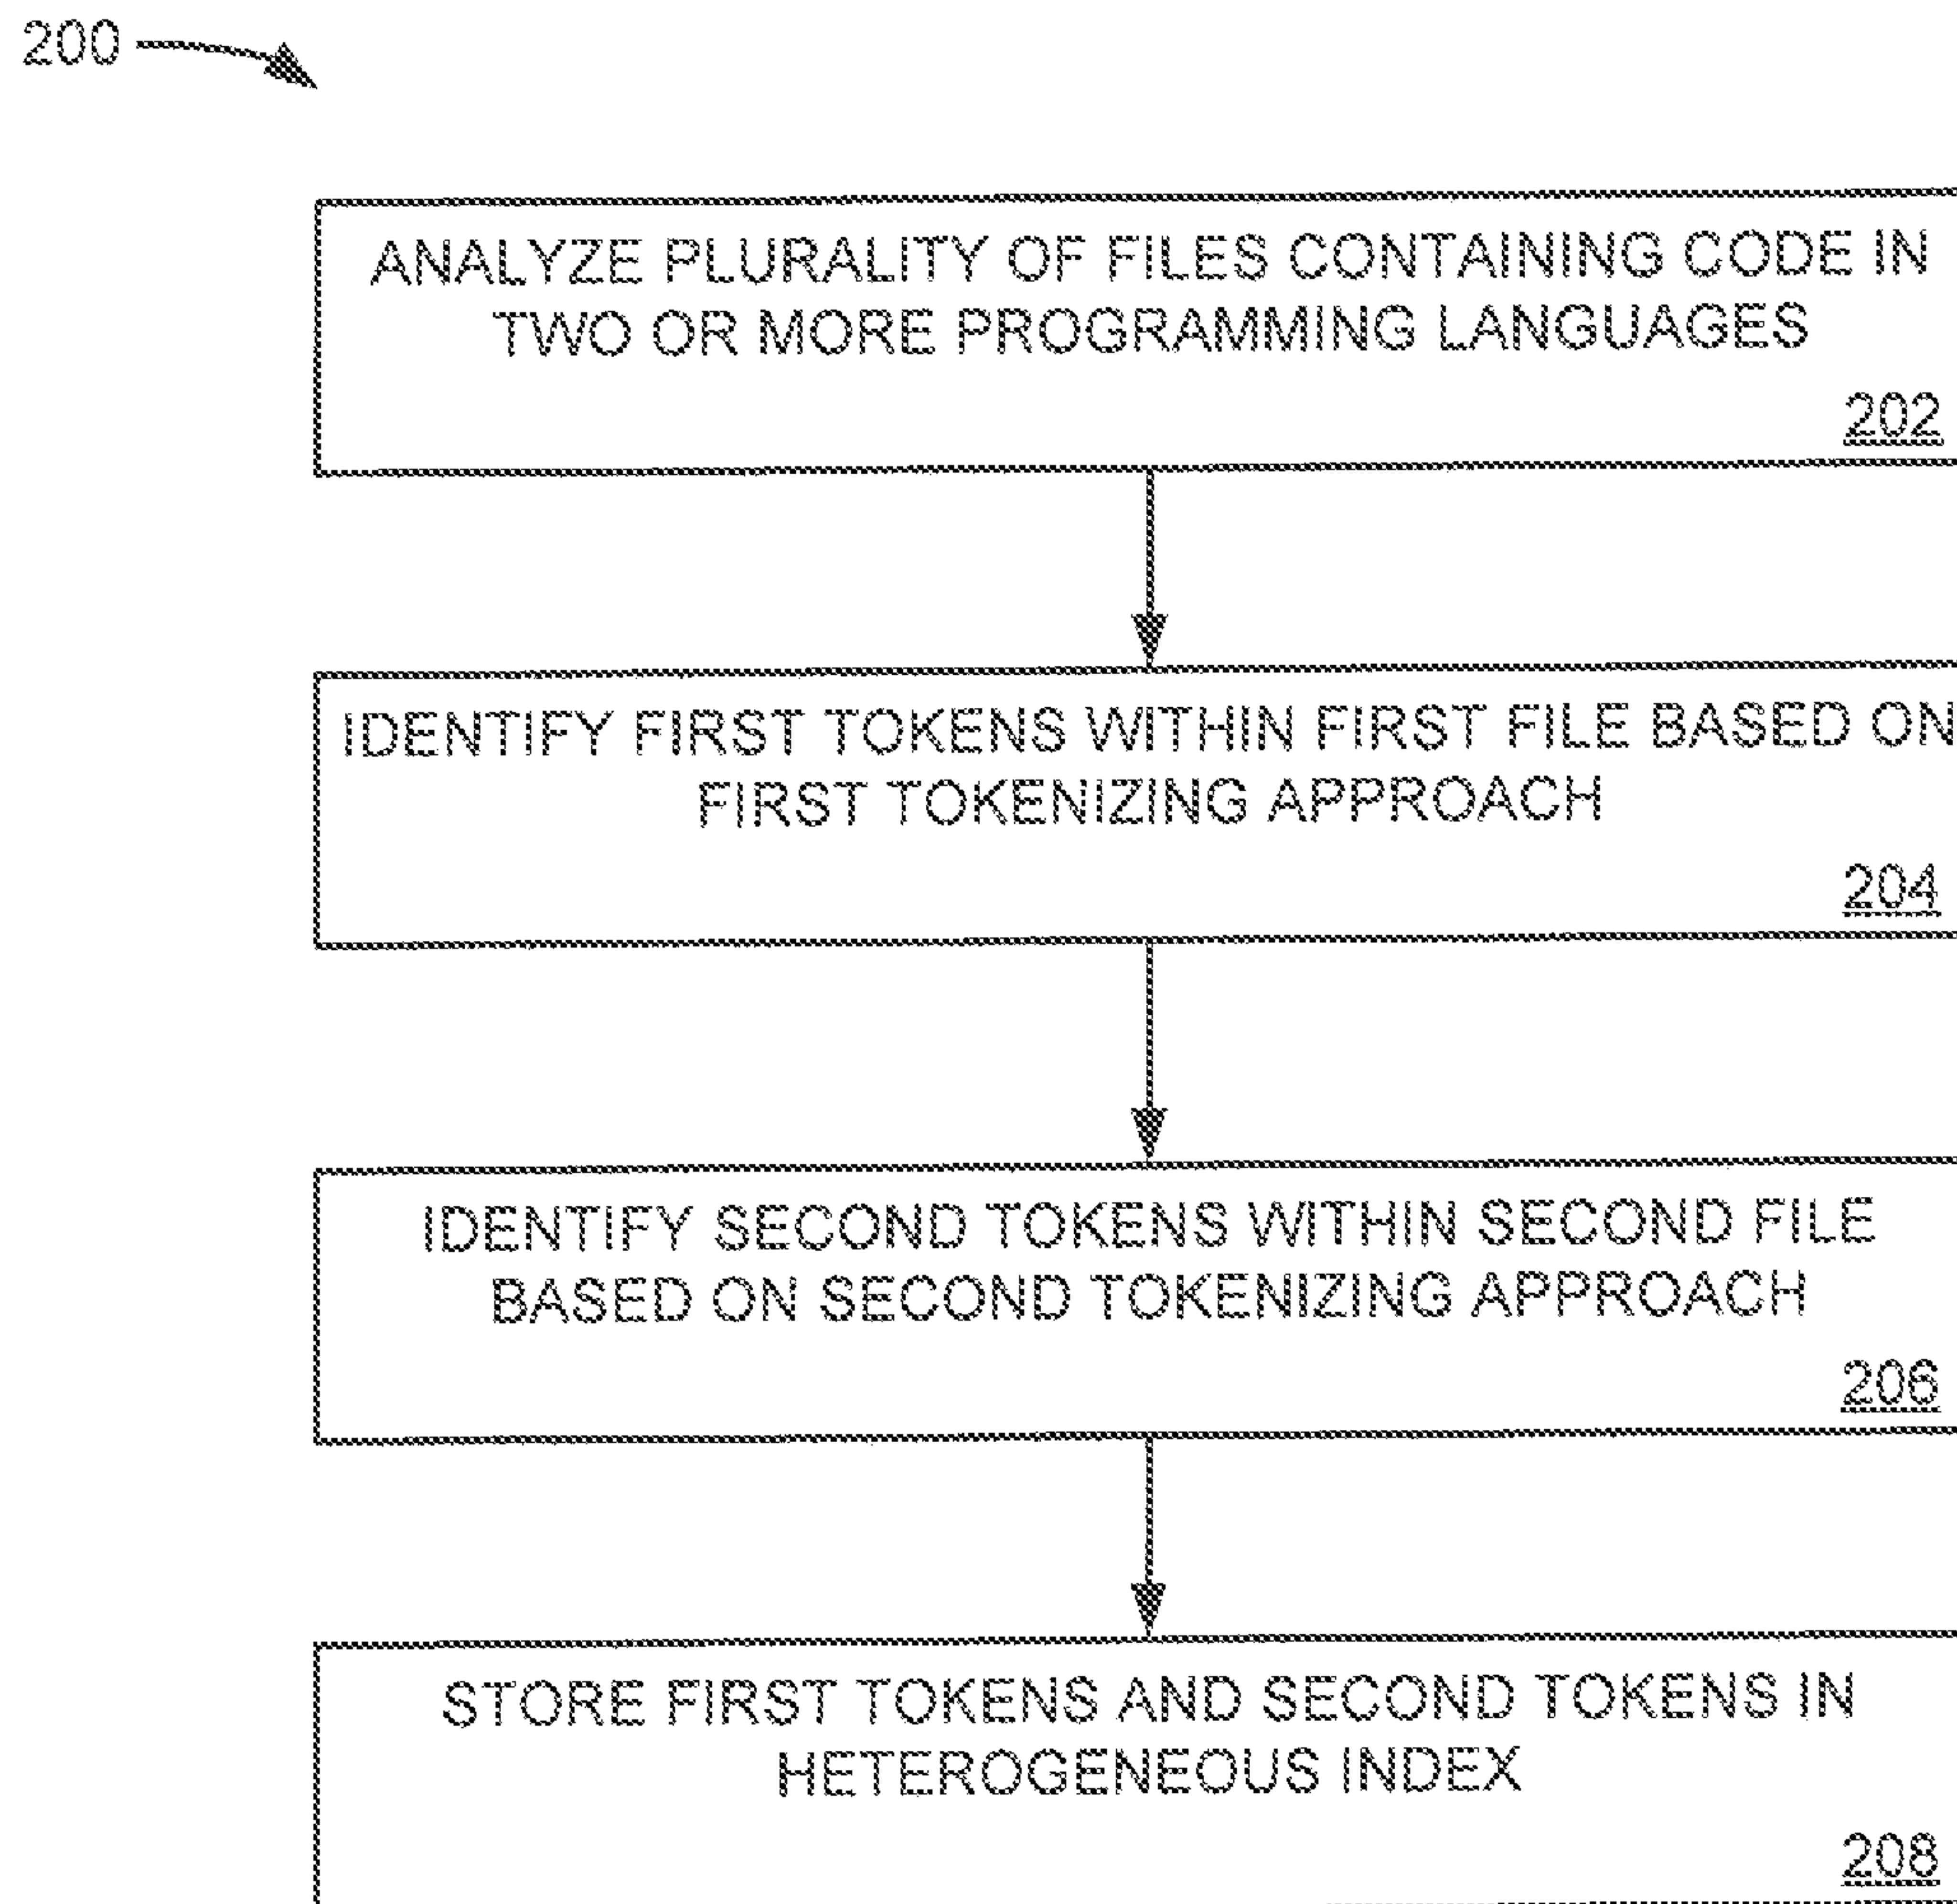 200
ANALYZE PLURALITY OF FILES CONTAINING CODE IN
TWO OR MORE PROGRAMMING LANGUAGES
202
IDENTIFY FIRST TOKENS WITHIN FIRST FILE BASED ON
FIRST TOKENIZING APPROACH
204
IDENTIFY SECOND TOKENS WITHIN SECOND FILE
BASED ON SECOND TOKENIZING APPROACH
206
STORE FIRST TOKENS AND SECOND TOKENS IN
HETEROGENEOUS INDEX
208